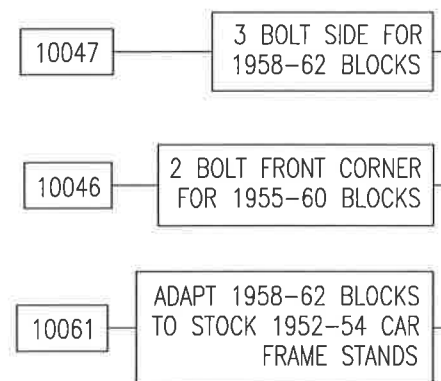 10047
3 BOLT SIDE FOR
1958-62 BLOCKS
10046
2 BOLT FRONT CORNER
FOR 1955-60 BLOCKS
10061
ADAPT 1958-62 BLOCKS
TO STOCK 1952-54 CAR
FRAME STANDS